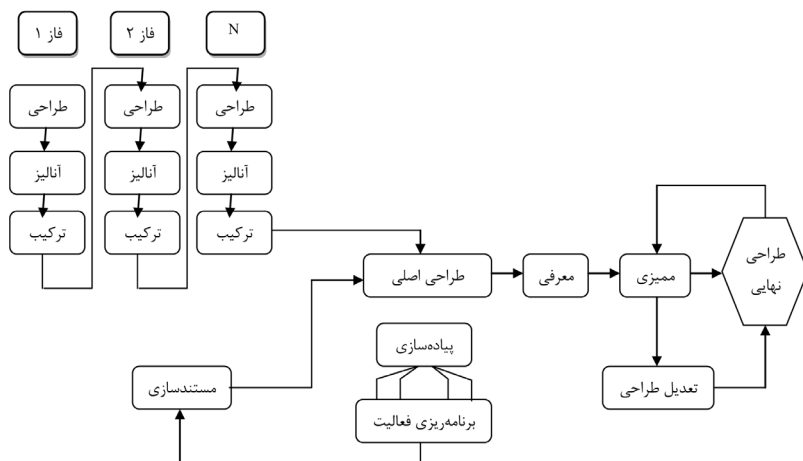 فاز ۱
فاز ۲
N
طراحی
طراحی
طراحی
آنالیز
آنالیز
آنالیز
ترکیب
ترکیب
ترکیب
طراحی اصلی
معرفی
ممیزی
طراحی
نهایی
پیاده‌سازی
مستندسازی
تعدیل طراحی
برنامه‌ریزی فعالیت